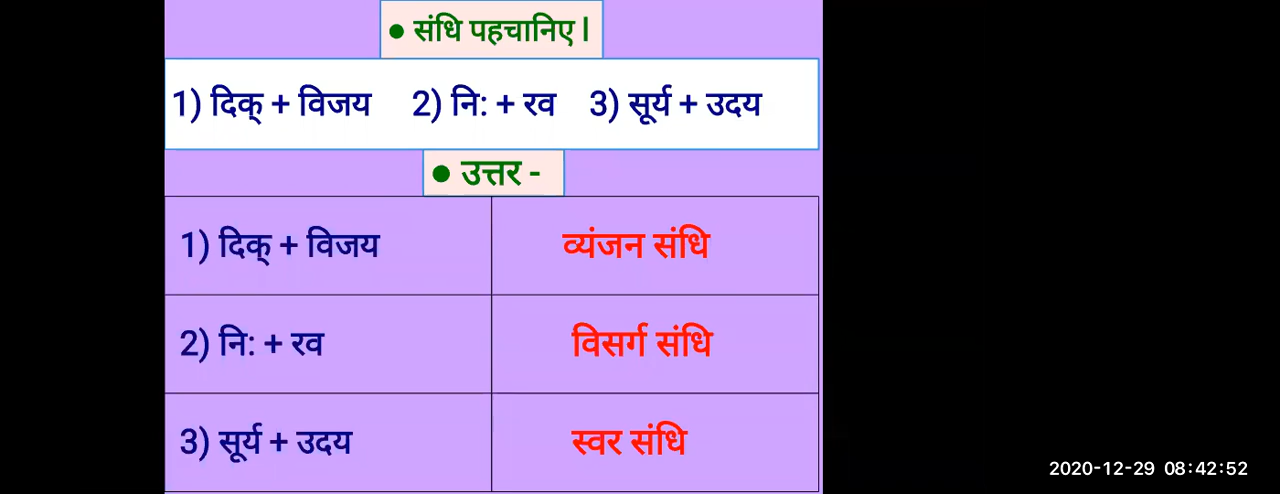 ● संधि पहचानिए l
1) दिक् + विजय 2) नि: + रव 3) सूर्य + उदय
● उत्तर -
1) दिक् + विजय व्यंजन संधि
2) नि: + रव विसर्ग संधि
3) सूर्य + उदय स्वर संधि
2020-12-29 08:42:52